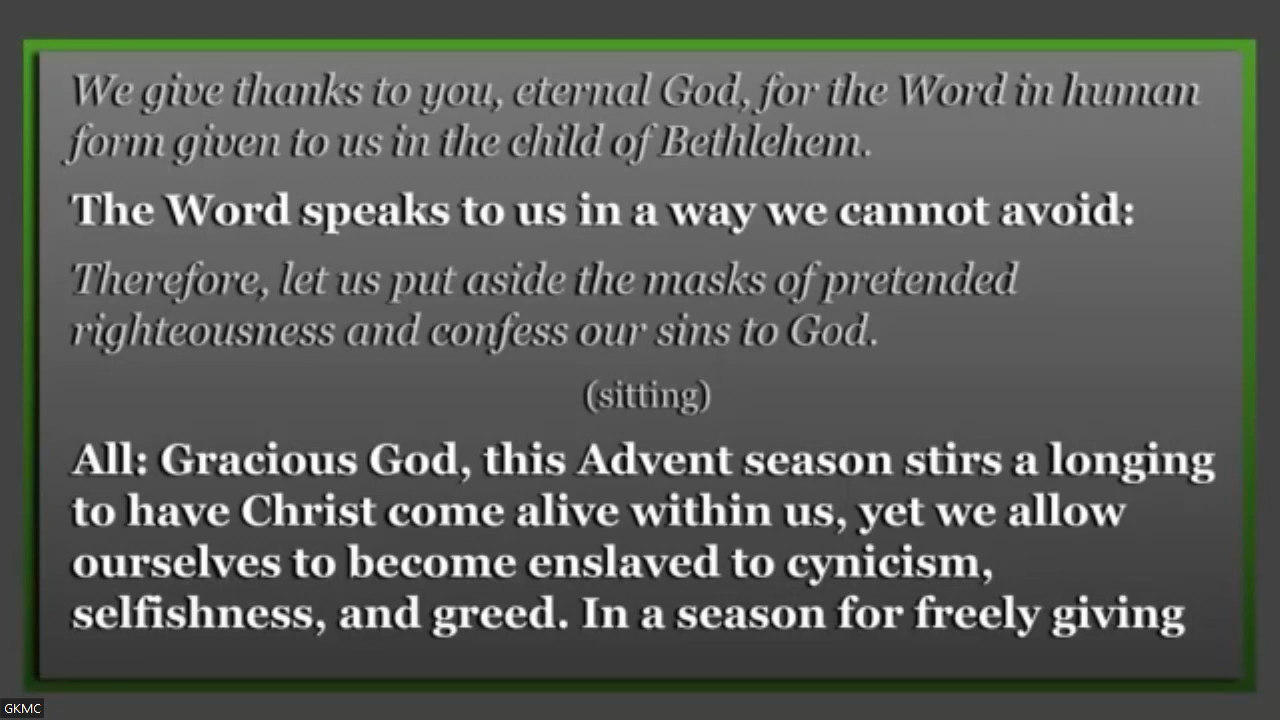 We give thanks to you, eternal God, for the Word in human
form given to us in the child of Bethlehem.
The Word speaks to us in a way we cannot avoid:
Therefore, let us put aside the masks of pretended
righteousness and confess our sins to God.
(sitting)
All: Gracious God, this Advent season stirs a longing
to have Christ come alive within us, yet we allow
ourselves to become enslaved to cynicism,
selfishness, and greed. In a season for freely giving
GKMC